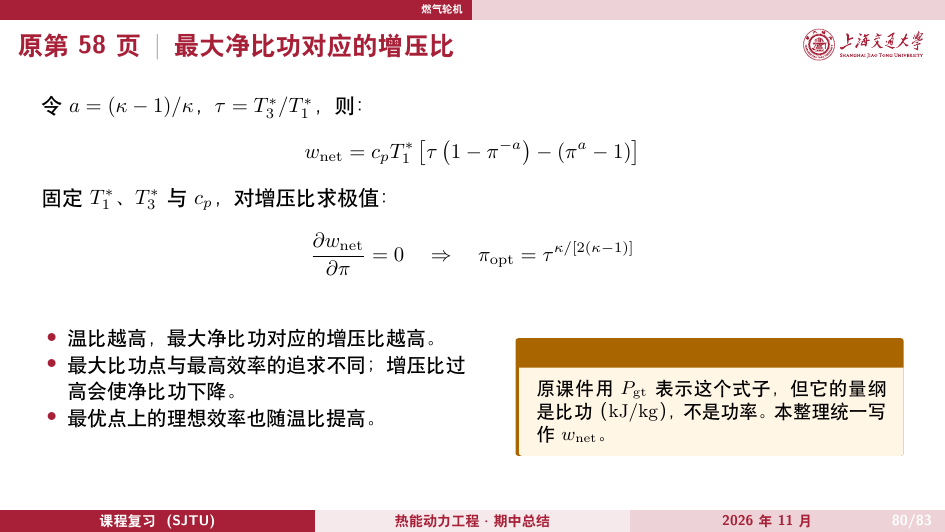 燃气轮机
原第 58 页 | 最大净比功对应的增压比
上海交通大学
SHANGHAI JIAO TONG UNIVERSITY
令 a = (κ − 1)/κ，τ = T₃*/T₁*，则：
w_net = c_p T₁* [τ (1 − π^{−a}) − (π^a − 1)]
固定 T₁*、T₃* 与 c_p，对增压比求极值：
∂w_net/∂π = 0 ⇒ π_opt = τ^{κ/[2(κ−1)]}
• 温比越高，最大净比功对应的增压比越高。
• 最大比功点与最高效率的追求不同；增压比过
高会使净比功下降。
• 最优点上的理想效率也随温比提高。
原课件用 P_gt 表示这个式子，但它的量纲
是比功 (kJ/kg)，不是功率。本整理统一写
作 w_net。
课程复习 (SJTU)
热能动力工程 · 期中总结
2026 年 11 月
80/83